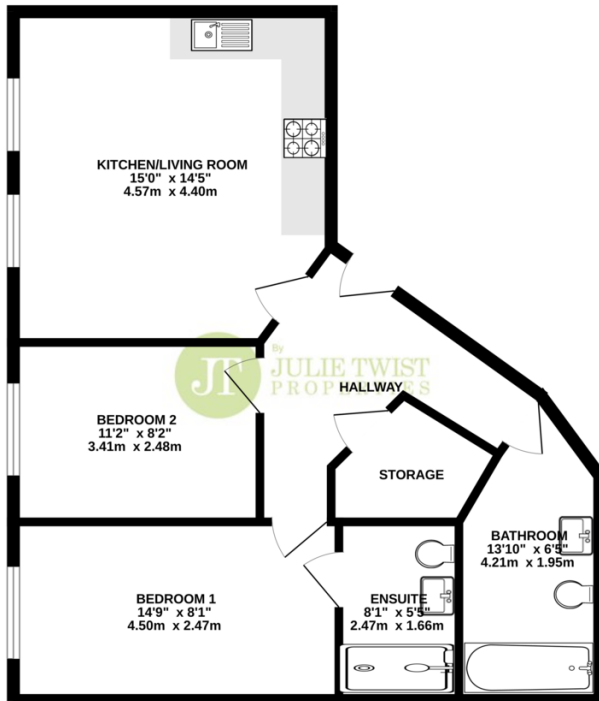 KITCHEN/LIVING ROOM
15'0" x 14'5"
4.57m x 4.40m
By
JT
JULIE TWIST
PROPERTIES
HALLWAY
BEDROOM 2
11'2" x 8'2"
3.41m x 2.48m
STORAGE
BATHROOM
13'10" x 6'5"
4.21m x 1.95m
BEDROOM 1
14'9" x 8'1"
4.50m x 2.47m
ENSUITE
8'1" x 5'5"
2.47m x 1.66m